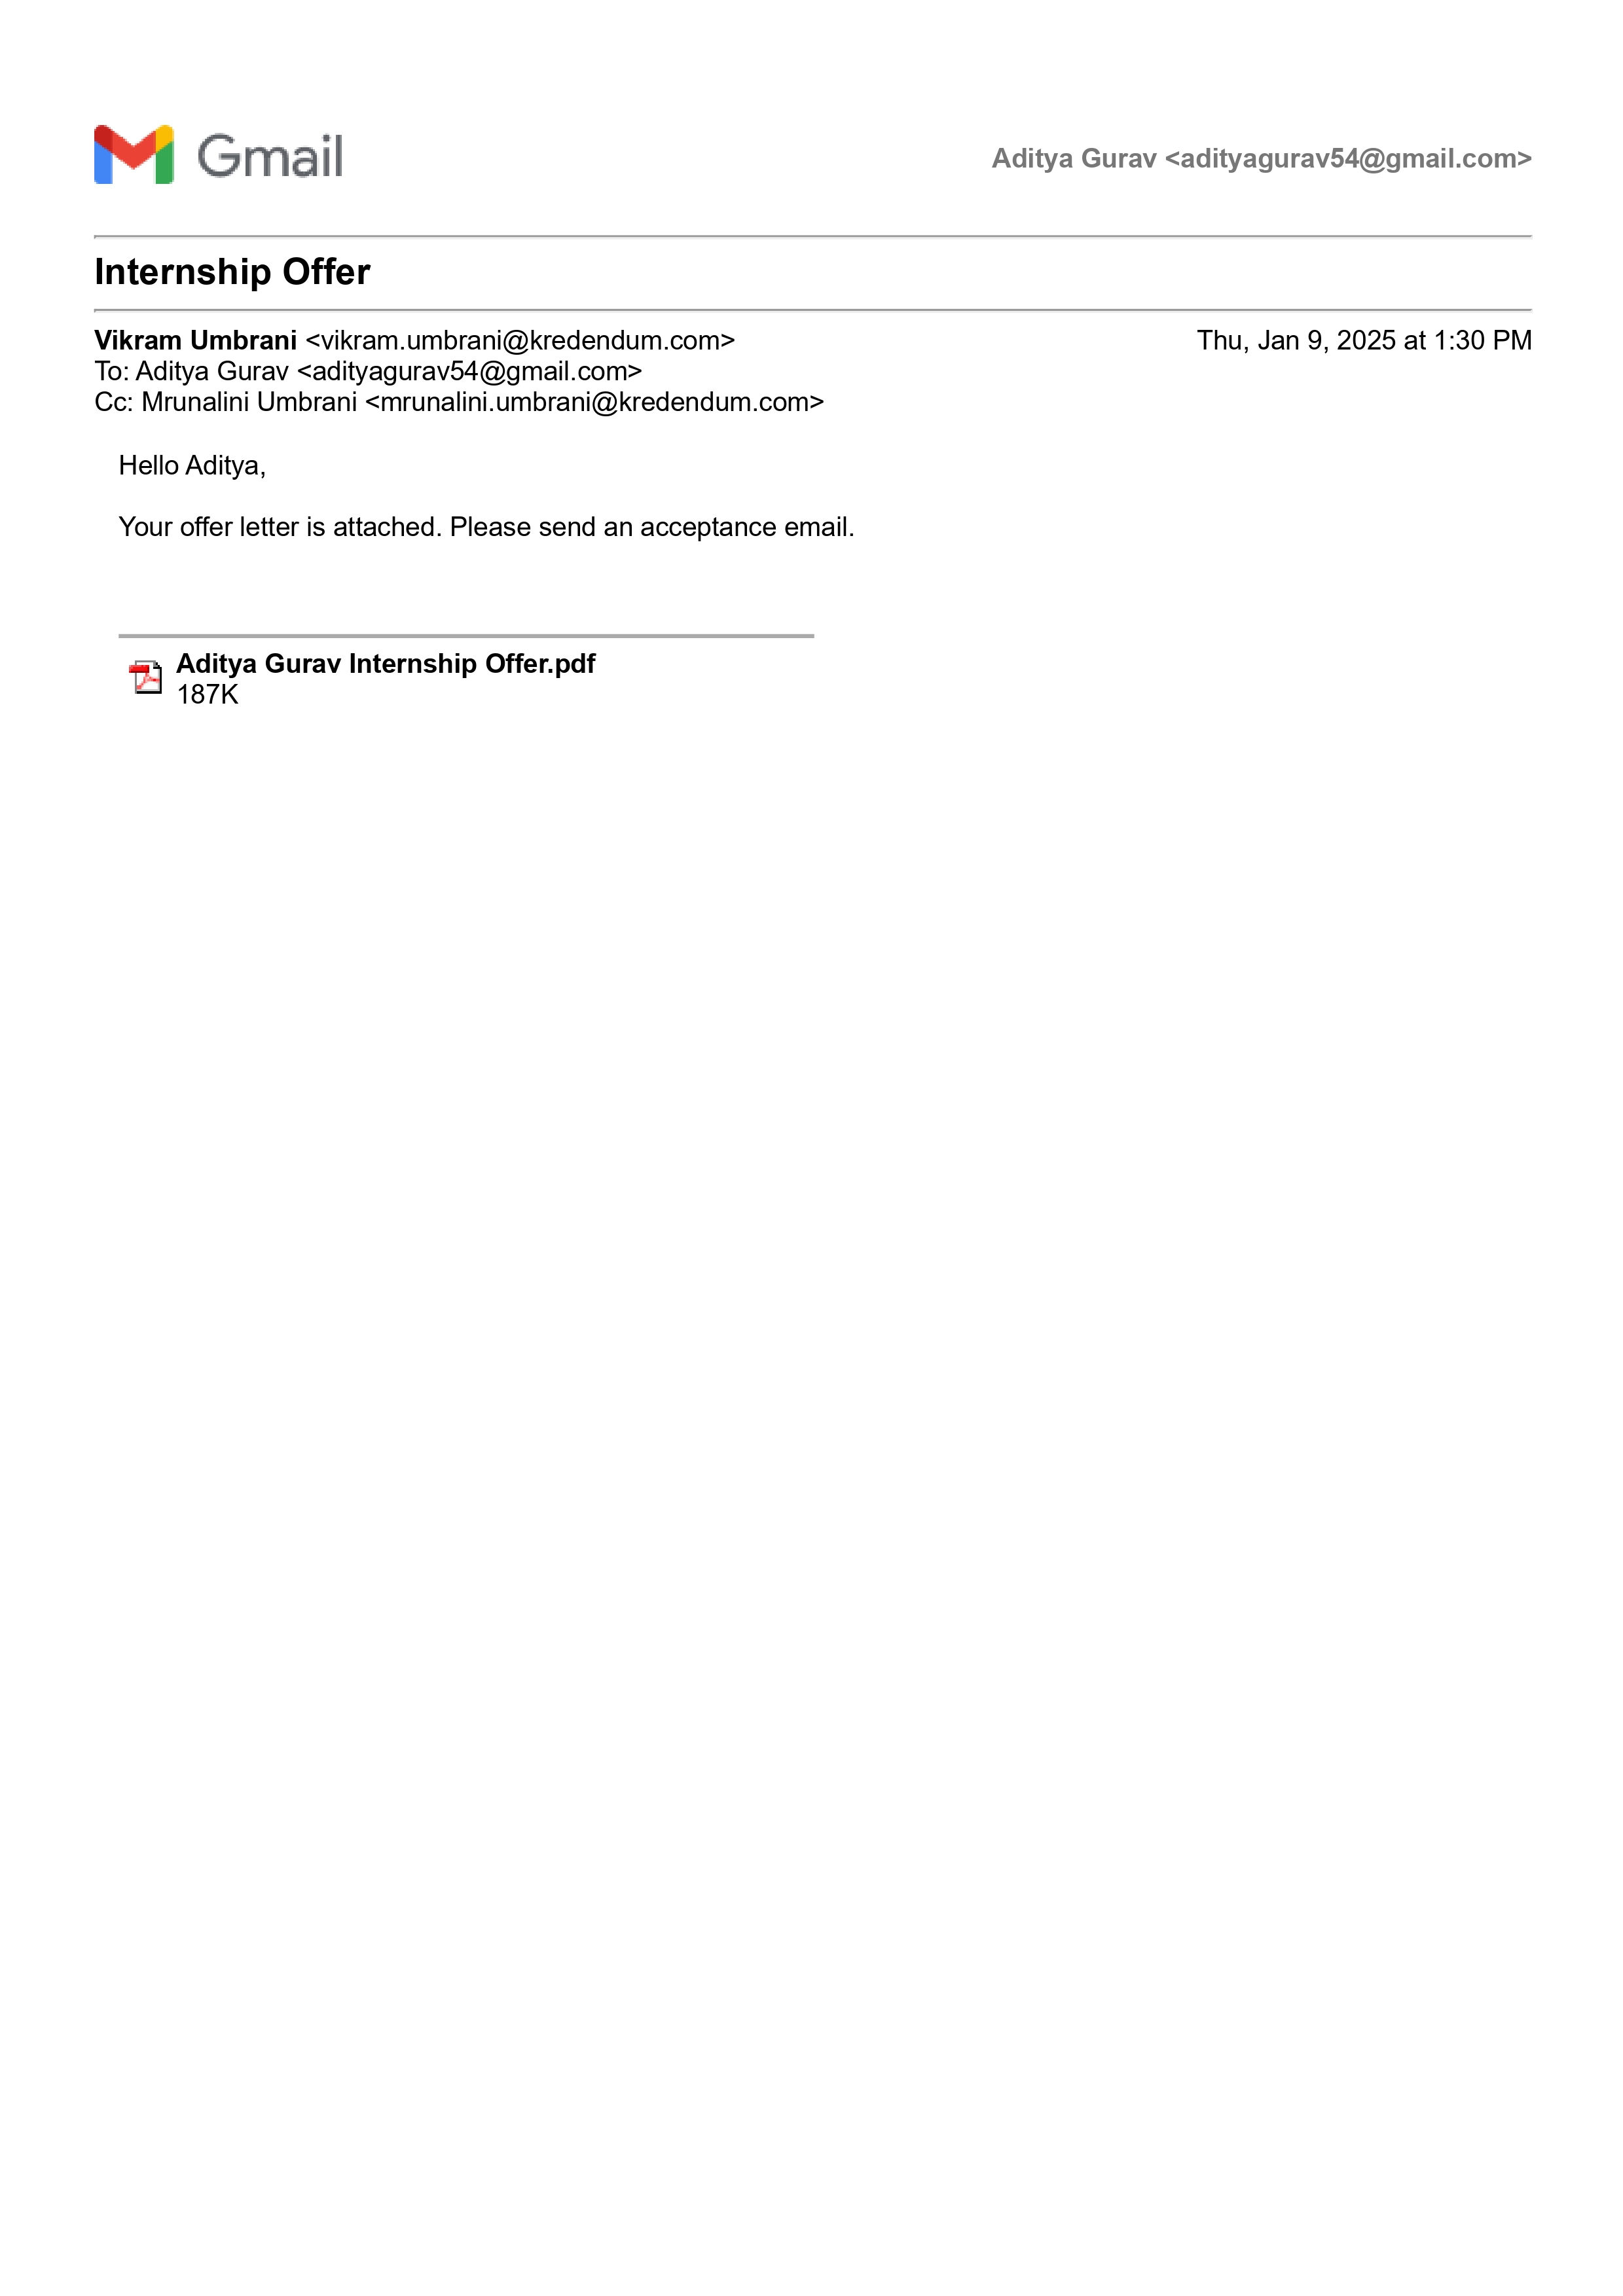 Gmail
Aditya Gurav <adityagurav54@gmail.com>
Internship Offer
Vikram Umbrani <vikram.umbrani@kredendum.com> Thu, Jan 9, 2025 at 1:30 PM
To: Aditya Gurav <adityagurav54@gmail.com>
Cc: Mrunalini Umbrani <mrunalini.umbrani@kredendum.com>
Hello Aditya,
Your offer letter is attached. Please send an acceptance email.
Aditya Gurav Internship Offer.pdf
187K